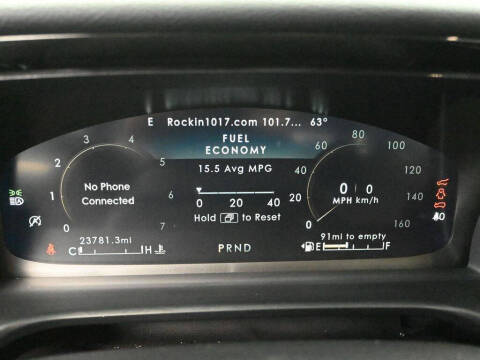 E Rockin1017.com 101.7... 63°
FUEL
ECONOMY
15.5 Avg MPG
0 20 40
Hold to Reset
No Phone
Connected
0 1 2 3 4 5 6 7
0 20 40 60 80 100 120 140 160
0 0
MPH km/h
23781.3mi
C H
PRND
91mi to empty
E F